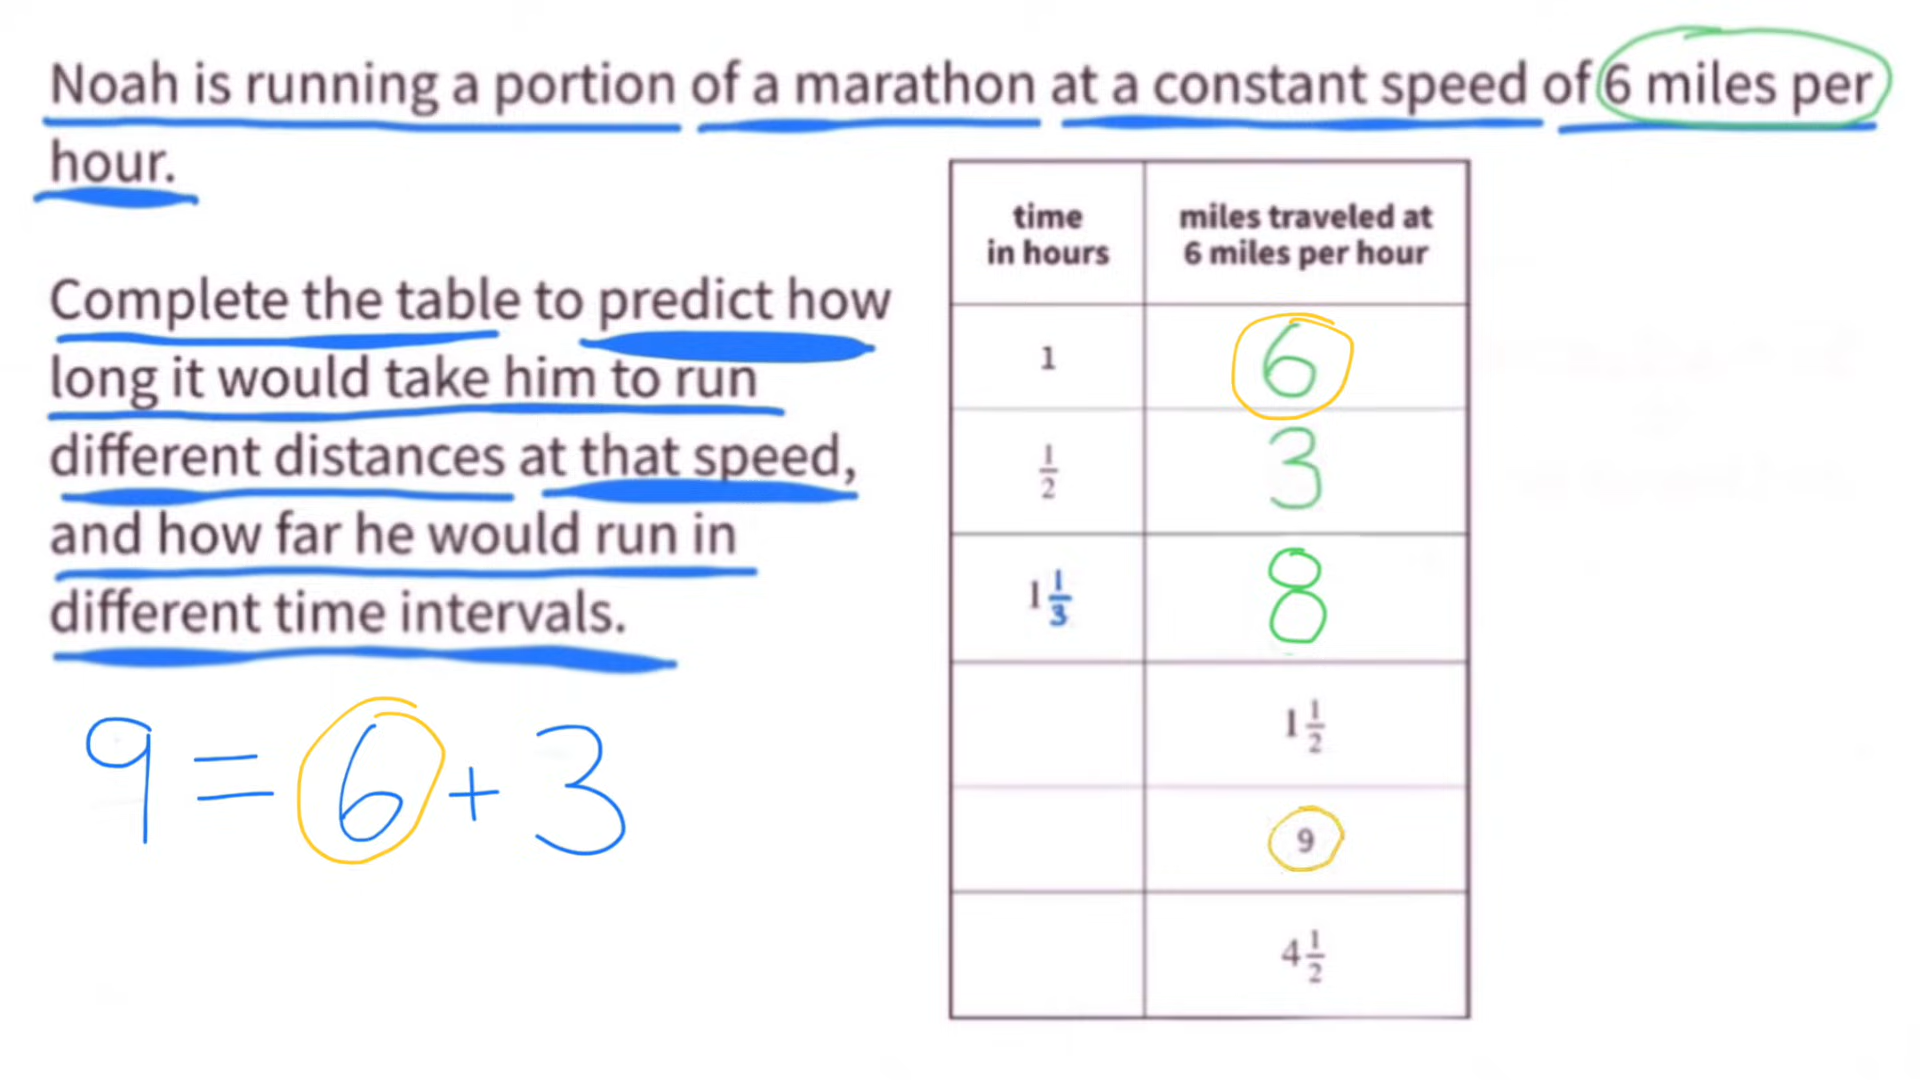 Noah is running a portion of a marathon at a constant speed of 6 miles per
hour.
Complete the table to predict how
long it would take him to run
different distances at that speed,
and how far he would run in
different time intervals.
9 = 6 + 3
time
in hours
miles traveled at
6 miles per hour
1
6
1/2
3
1 1/3
8
1 1/2
9
4 1/2